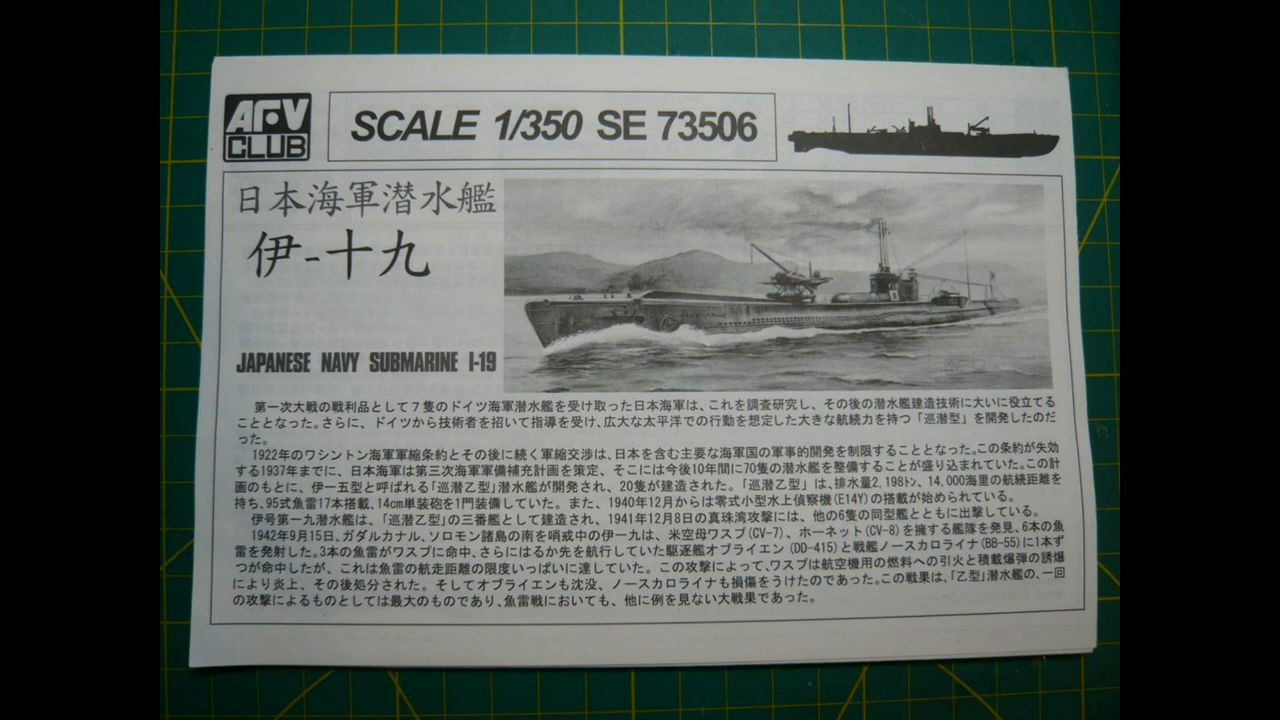 AFV
CLUB
SCALE 1/350 SE 73506
日本海軍潜水艦
伊-十九
JAPANESE NAVY SUBMARINE I-19
第一次大戦の戦利品として7隻のドイツ海軍潜水艦を受け取った日本海軍は、これを調査研究し、その後の潜水艦建造技術に大いに役立てる
こととなった。さらに、ドイツから技術者を招いて指導を受け、広大な太平洋での行動を想定した大きな航続力を持つ「巡潜型」を開発したのだ
った。
1922年のワシントン海軍軍縮条約とその後に続く軍縮交渉は、日本を含む主要な海軍国の軍事的開発を制限することとなった。この条約が失効
する1937年までに、日本海軍は第三次海軍軍備補充計画を策定、そこには今後10年間に70隻の潜水艦を整備することが盛り込まれていた。この計
画のもとに、伊一五型と呼ばれる「巡潜乙型」潜水艦が開発され、20隻が建造された。「巡潜乙型」は、排水量2,198トン、14,000海里の航続距離を
持ち、95式魚雷17本搭載、14cm単装砲を1門装備していた。また、1940年12月からは零式小型水上偵察機(E14Y)の搭載が始められている。
伊号第一九潜水艦は、「巡潜乙型」の三番艦として建造され、1941年12月8日の真珠湾攻撃には、他の6隻の同型艦とともに出撃している。
1942年9月15日、ガダルカナル、ソロモン諸島の南を哨戒中の伊一九は、米空母ワスプ(CV-7)、ホーネット(CV-8)を擁する艦隊を発見、6本の魚
雷を発射した。3本の魚雷がワスプに命中、さらにはるか先を航行していた駆逐艦オブライエン(DD-415)と戦艦ノースカロライナ(BB-55)に1本ず
つが命中したが、これは魚雷の航走距離の限度いっぱいに達していた。この攻撃によって、ワスプは航空機用の燃料への引火と積載爆弾の誘爆
により炎上、その後処分された。そしてオブライエンも沈没、ノースカロライナも損傷をうけたのであった。この戦果は、「乙型」潜水艦の、一回
の攻撃によるものとしては最大のものであり、魚雷戦においても、他に例を見ない大戦果であった。